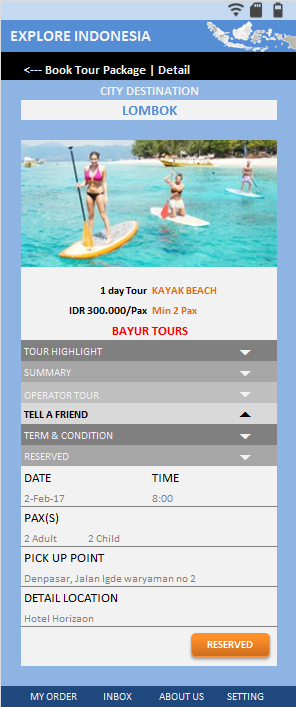 EXPLORE INDONESIA
<--- Book Tour Package | Detail
CITY DESTINATION
LOMBOK
1 day Tour KAYAK BEACH
IDR 300.000/Pax Min 2 Pax
BAYUR TOURS
TOUR HIGHLIGHT
SUMMARY
OPERATOR TOUR
TELL A FRIEND
TERM & CONDITION
RESERVED
DATE TIME
2-Feb-17 8:00
PAX(S)
2 Adult 2 Child
PICK UP POINT
Denpasar, Jalan Igde waryaman no 2
DETAIL LOCATION
Hotel Horizaon
RESERVED
MY ORDER INBOX ABOUT US SETTING